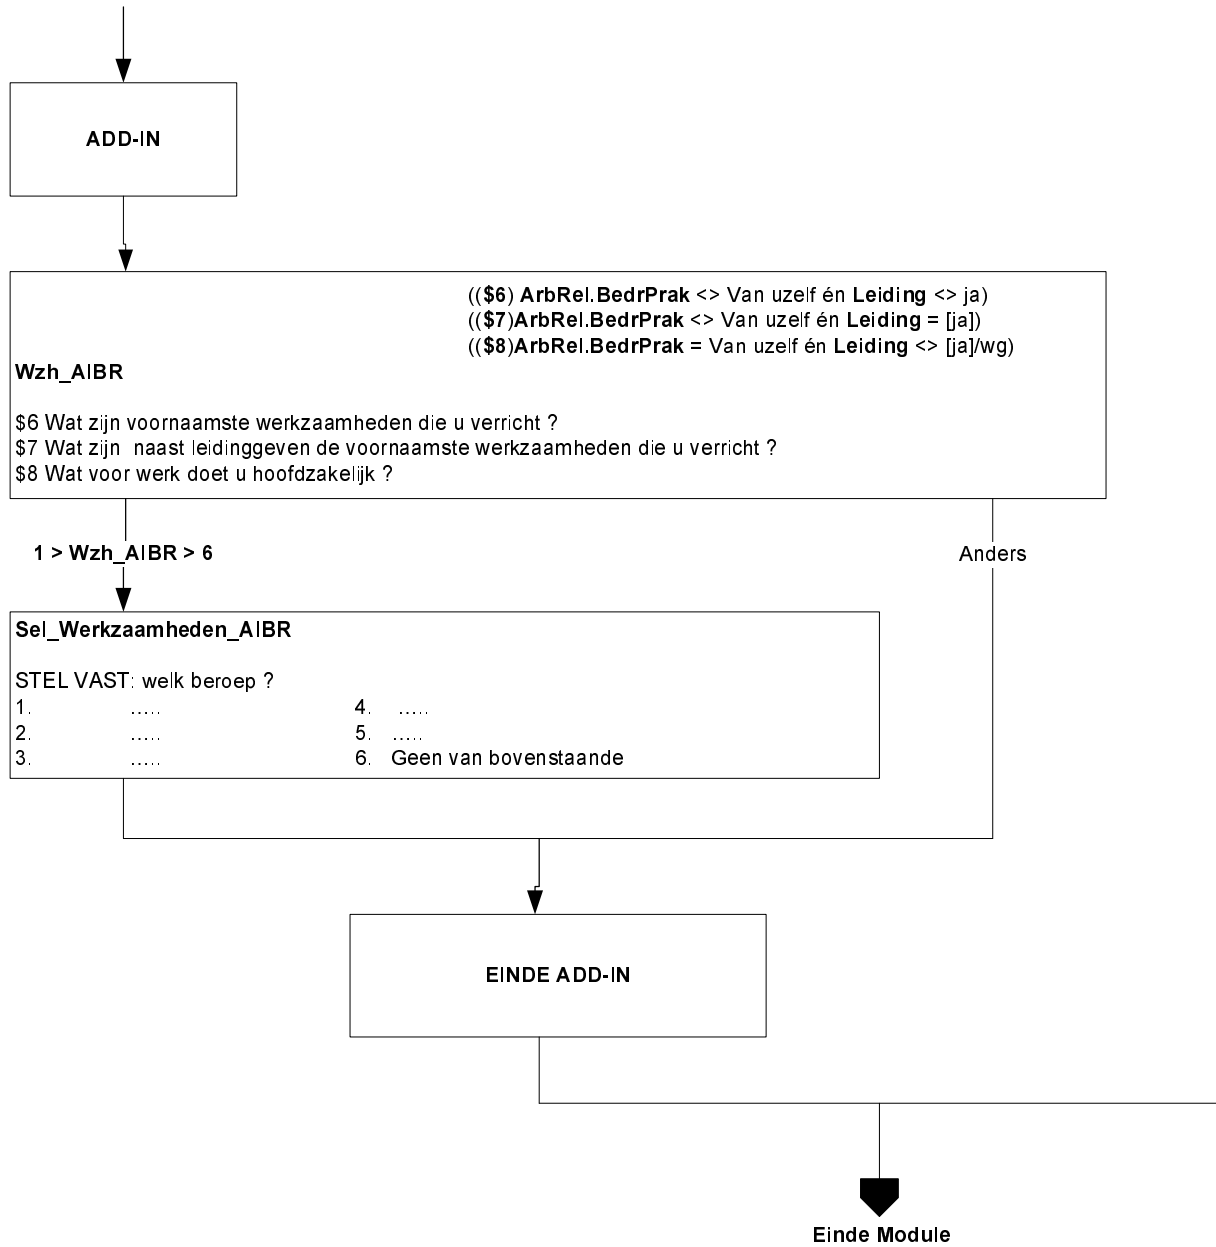 ADD-IN
(($6) ArbRel.BedrPrak <> Van uzelf én Leiding <> ja)
(($7)ArbRel.BedrPrak <> Van uzelf én Leiding = [ja])
(($8)ArbRel.BedrPrak = Van uzelf én Leiding <> [ja]/wg)
Wzh_AIBR
$6 Wat zijn voornaamste werkzaamheden die u verricht ?
$7 Wat zijn naast leidinggeven de voornaamste werkzaamheden die u verricht ?
$8 Wat voor werk doet u hoofdzakelijk ?
1 > Wzh_AIBR > 6
Anders
Sel_Werkzaamheden_AIBR
STEL VAST: welk beroep ?
1. ..... 4. .....
2. ..... 5. .....
3. ..... 6. Geen van bovenstaande
EINDE ADD-IN
Einde Module